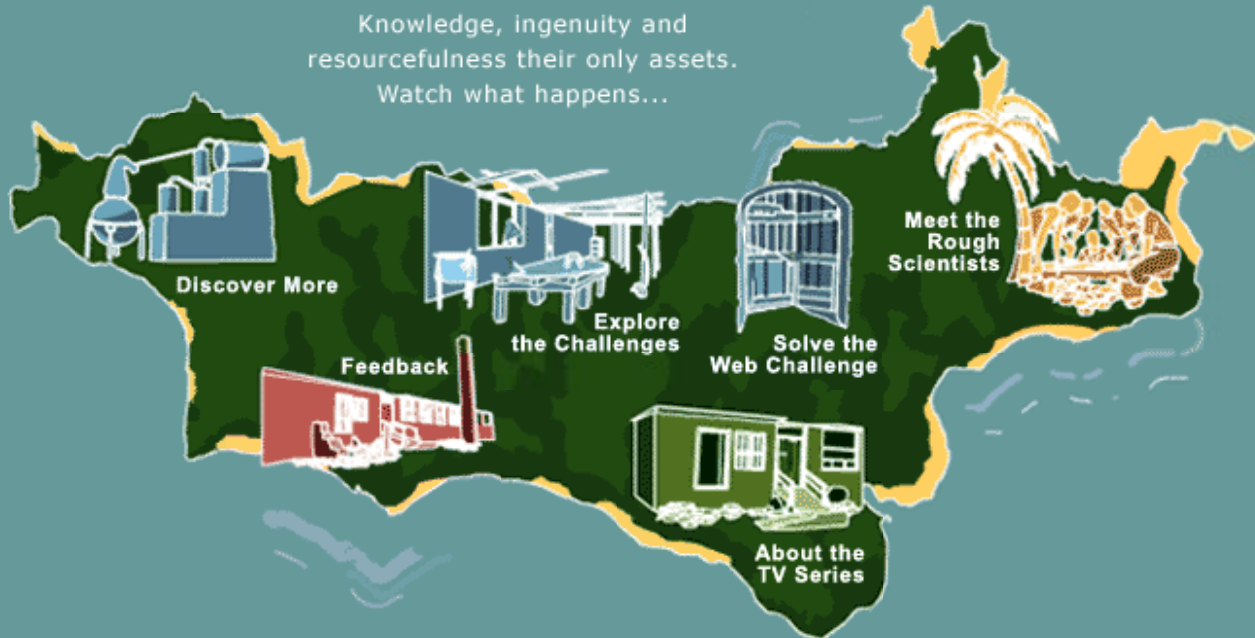 Knowledge, ingenuity and
resourcefulness their only assets.
Watch what happens...
Meet the
Rough
Scientists
Discover More
Explore
the Challenges
Solve the
Web Challenge
Feedback
About the
TV Series